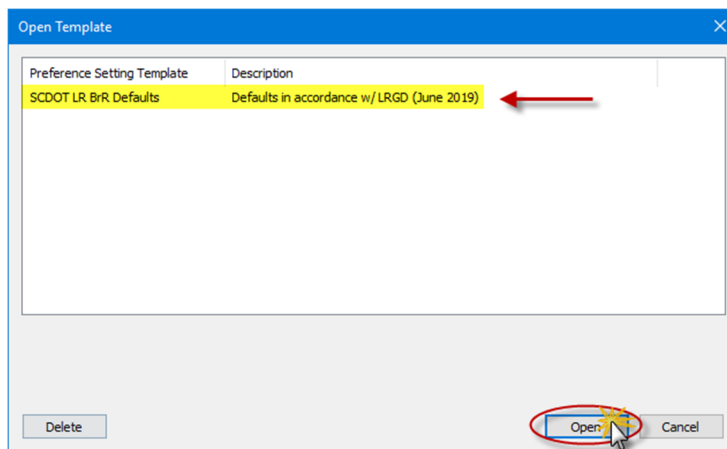 Open Template
Preference Setting Template Description
SCDOT LR BrR Defaults Defaults in accordance w/ LRGD (June 2019)
Delete Open Cancel